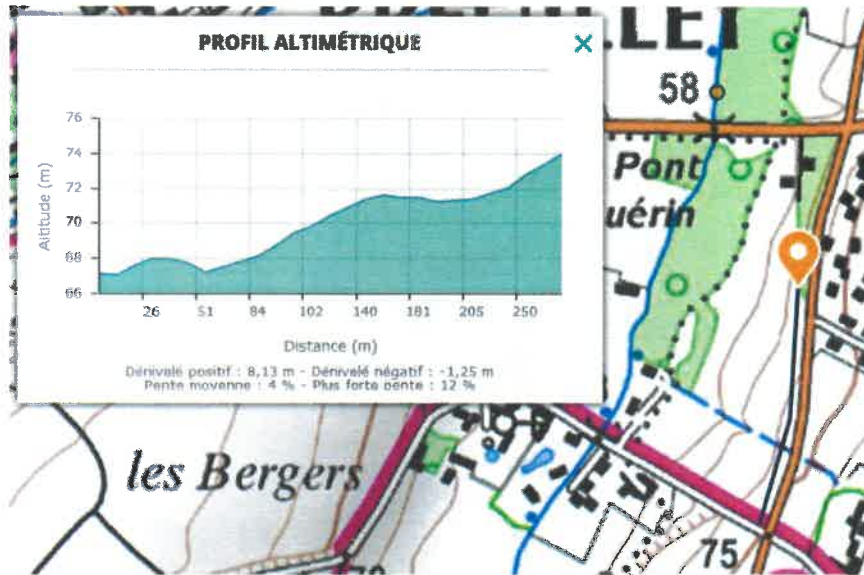 PROFIL ALTIMÉTRIQUE
×
Altitude (m)
76
74
72
70
68
66
26 51 84 102 140 181 205 250
Distance (m)
Dénivelé positif : 8,13 m - Dénivelé négatif : -1,25 m
Pente moyenne : 4 % - Plus forte pente : 12 %
58
Pont
uérin
les Bergers
75